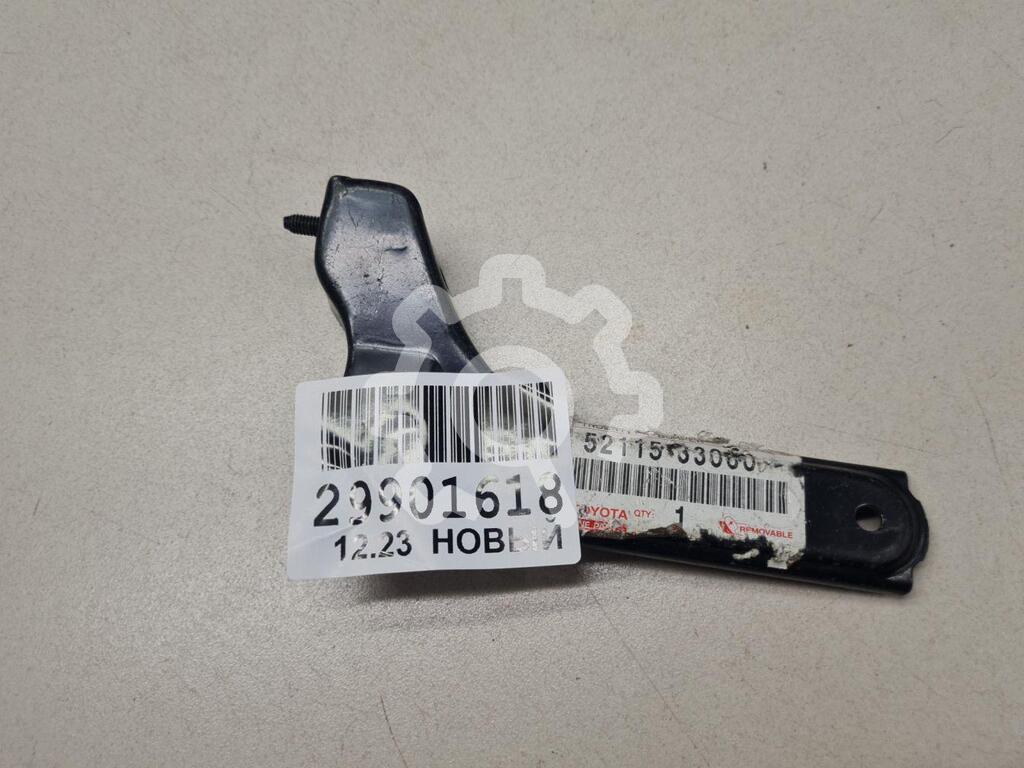 29901618
12.23 НОВЫЙ
52115-33060
TOYOTA QTY. 1
REMOVABLE